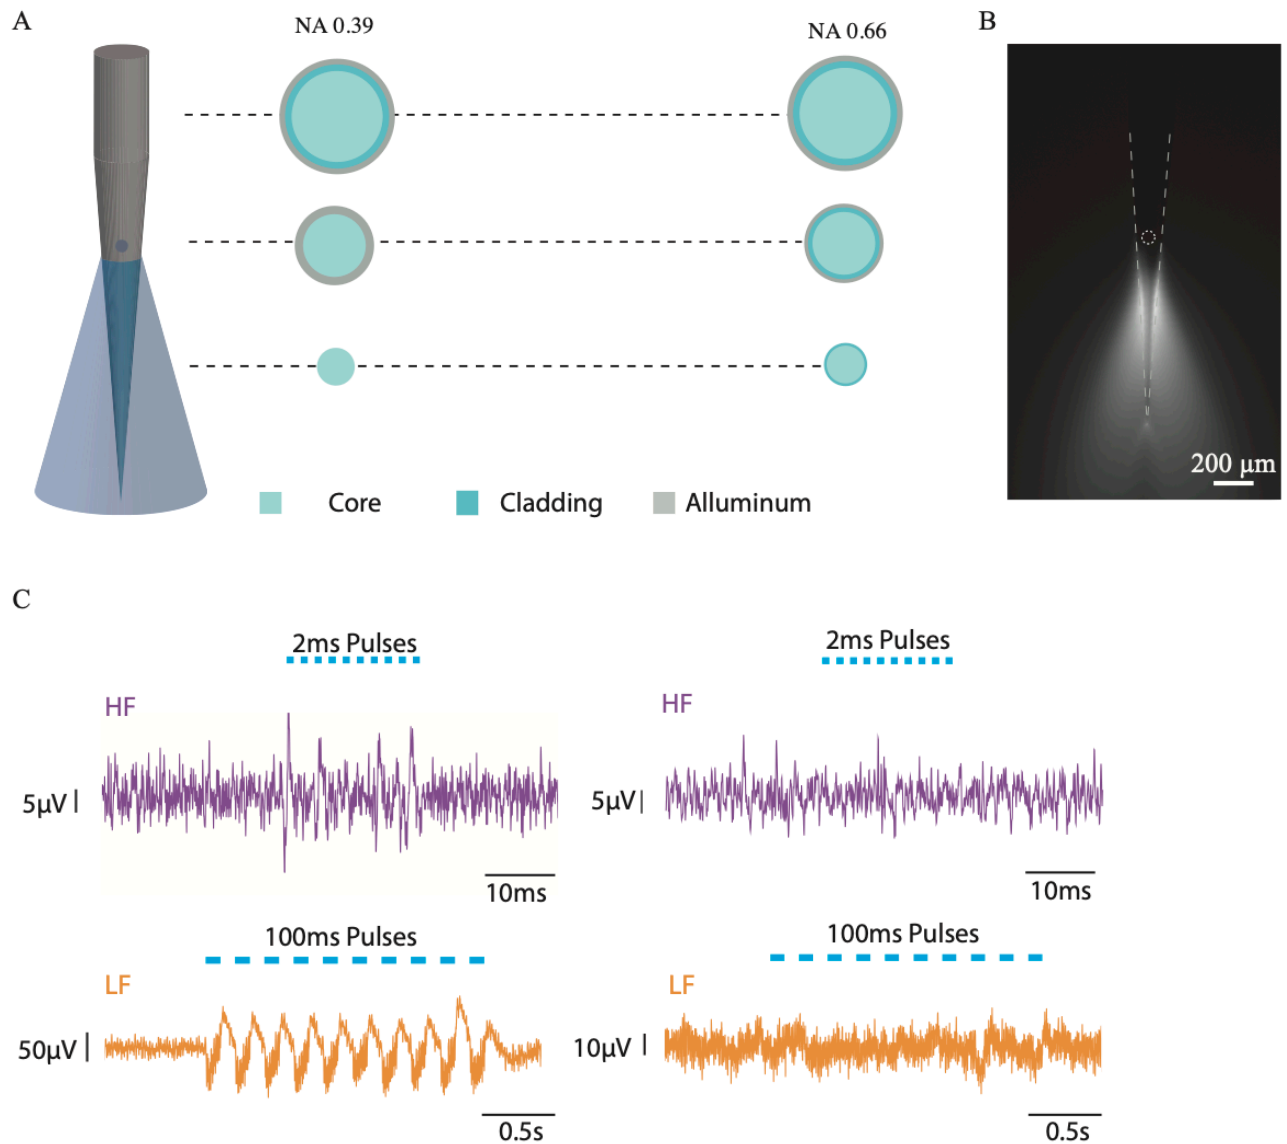 A
NA 0.39
NA 0.66
B
200 µm
Core
Cladding
Alluminum
C
2ms Pulses
2ms Pulses
HF
HF
5µV
5µV
10ms
10ms
100ms Pulses
100ms Pulses
LF
LF
50µV
10µV
0.5s
0.5s